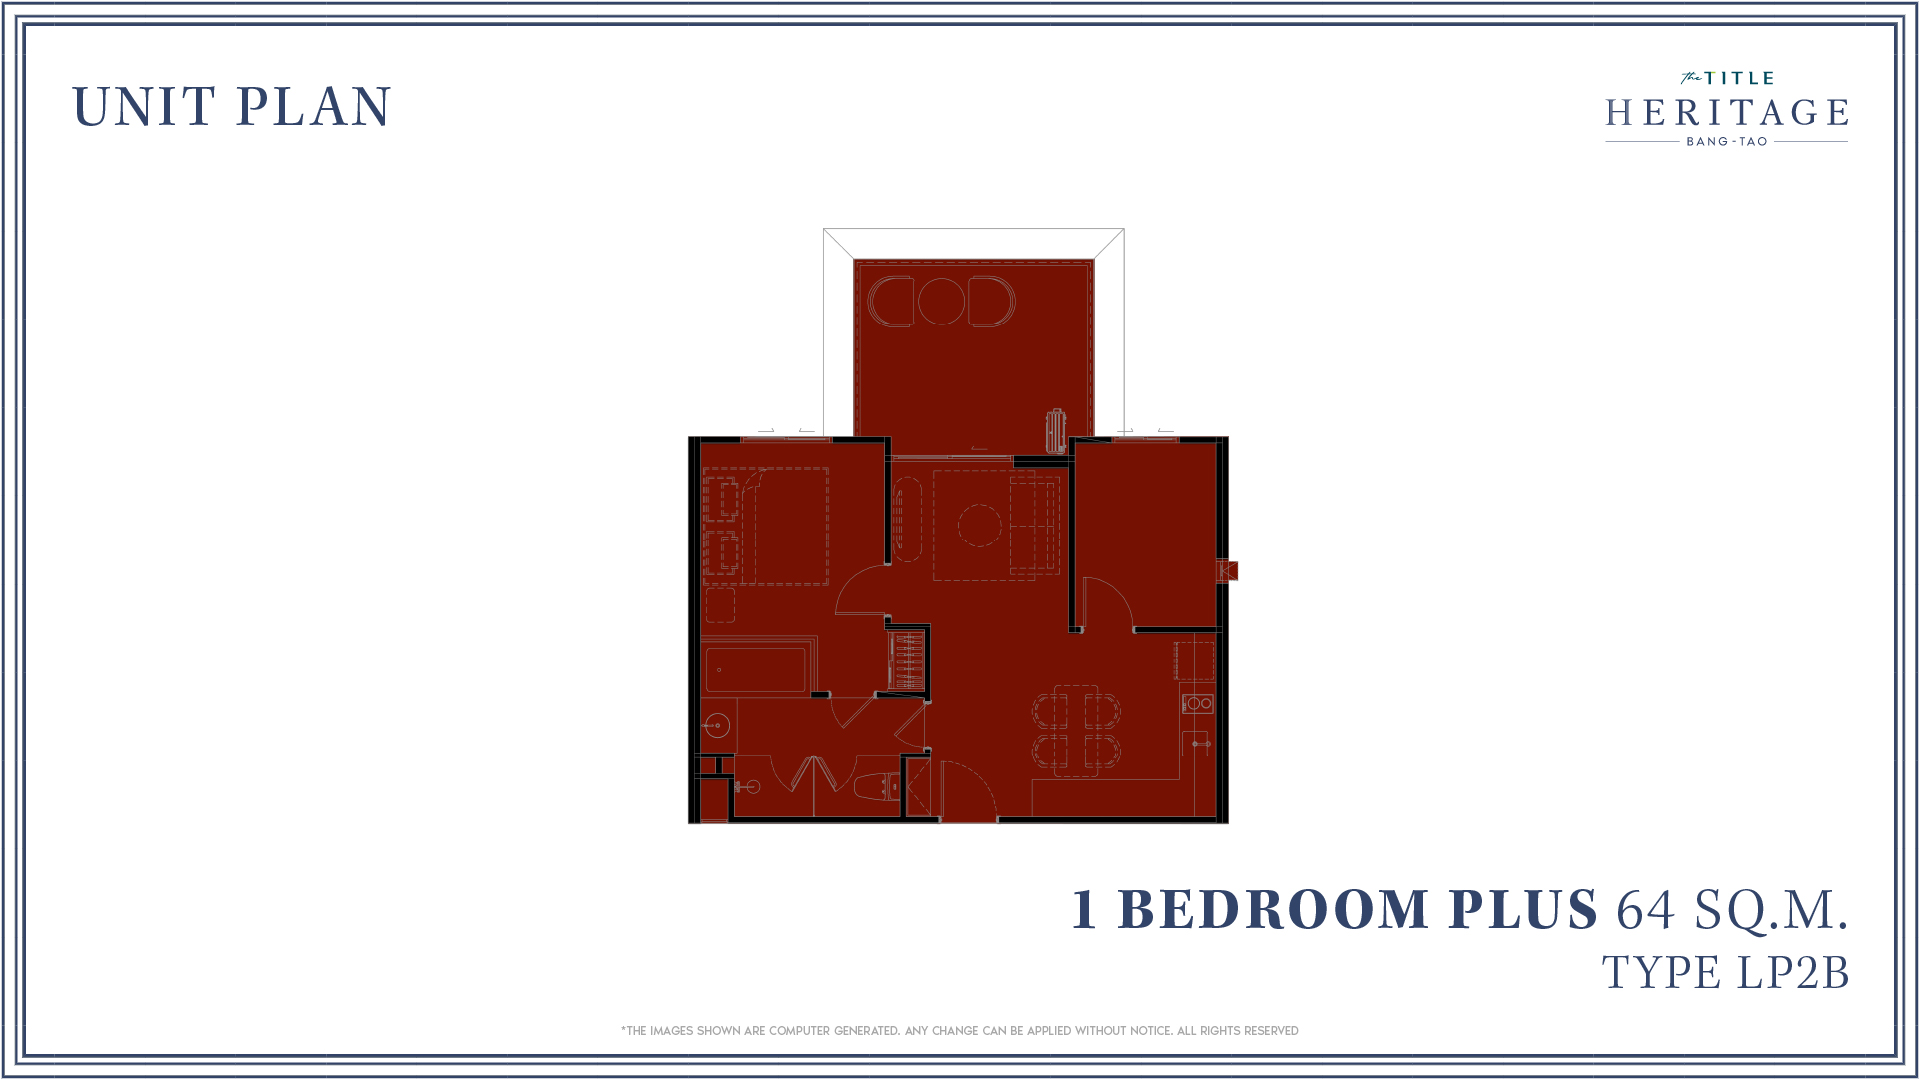 UNIT PLAN
the TITLE
HERITAGE
BANG-TAO
1 BEDROOM PLUS 64 SQ.M.
TYPE LP2B
*THE IMAGES SHOWN ARE COMPUTER GENERATED. ANY CHANGE CAN BE APPLIED WITHOUT NOTICE. ALL RIGHTS RESERVED